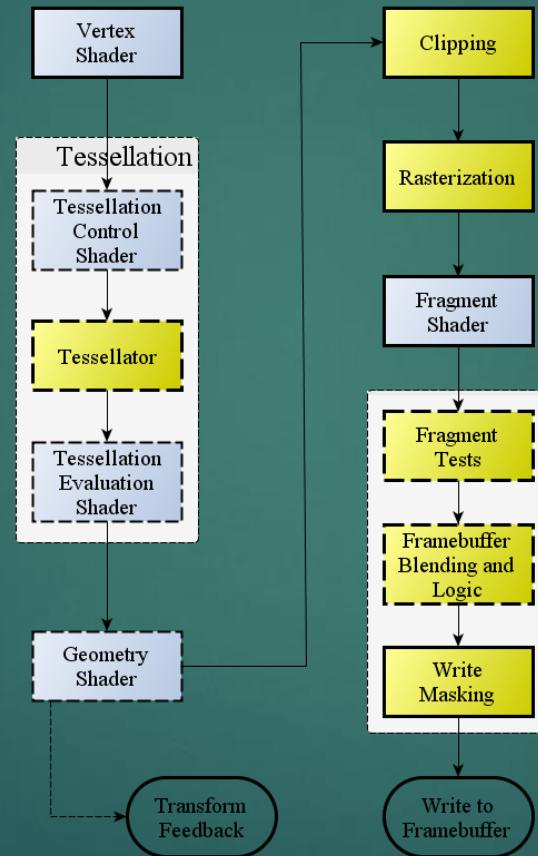 Vertex
Shader
Tessellation
Tessellation
Control
Shader
Tessellator
Tessellation
Evaluation
Shader
Geometry
Shader
Transform
Feedback
Clipping
Rasterization
Fragment
Shader
Fragment
Tests
Framebuffer
Blending and
Logic
Write
Masking
Write to
Framebuffer